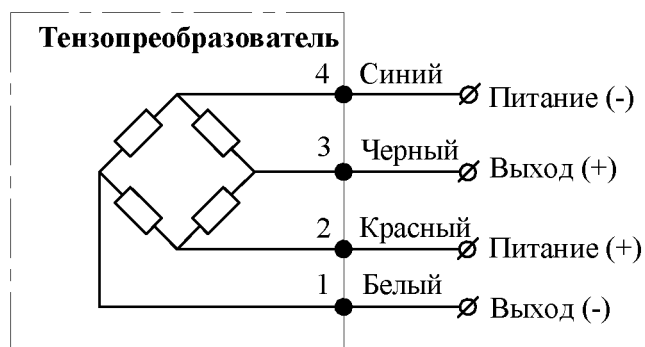 Тензопреобразователь
4 Синий Питание (-)
3 Черный Выход (+)
2 Красный Питание (+)
1 Белый Выход (-)